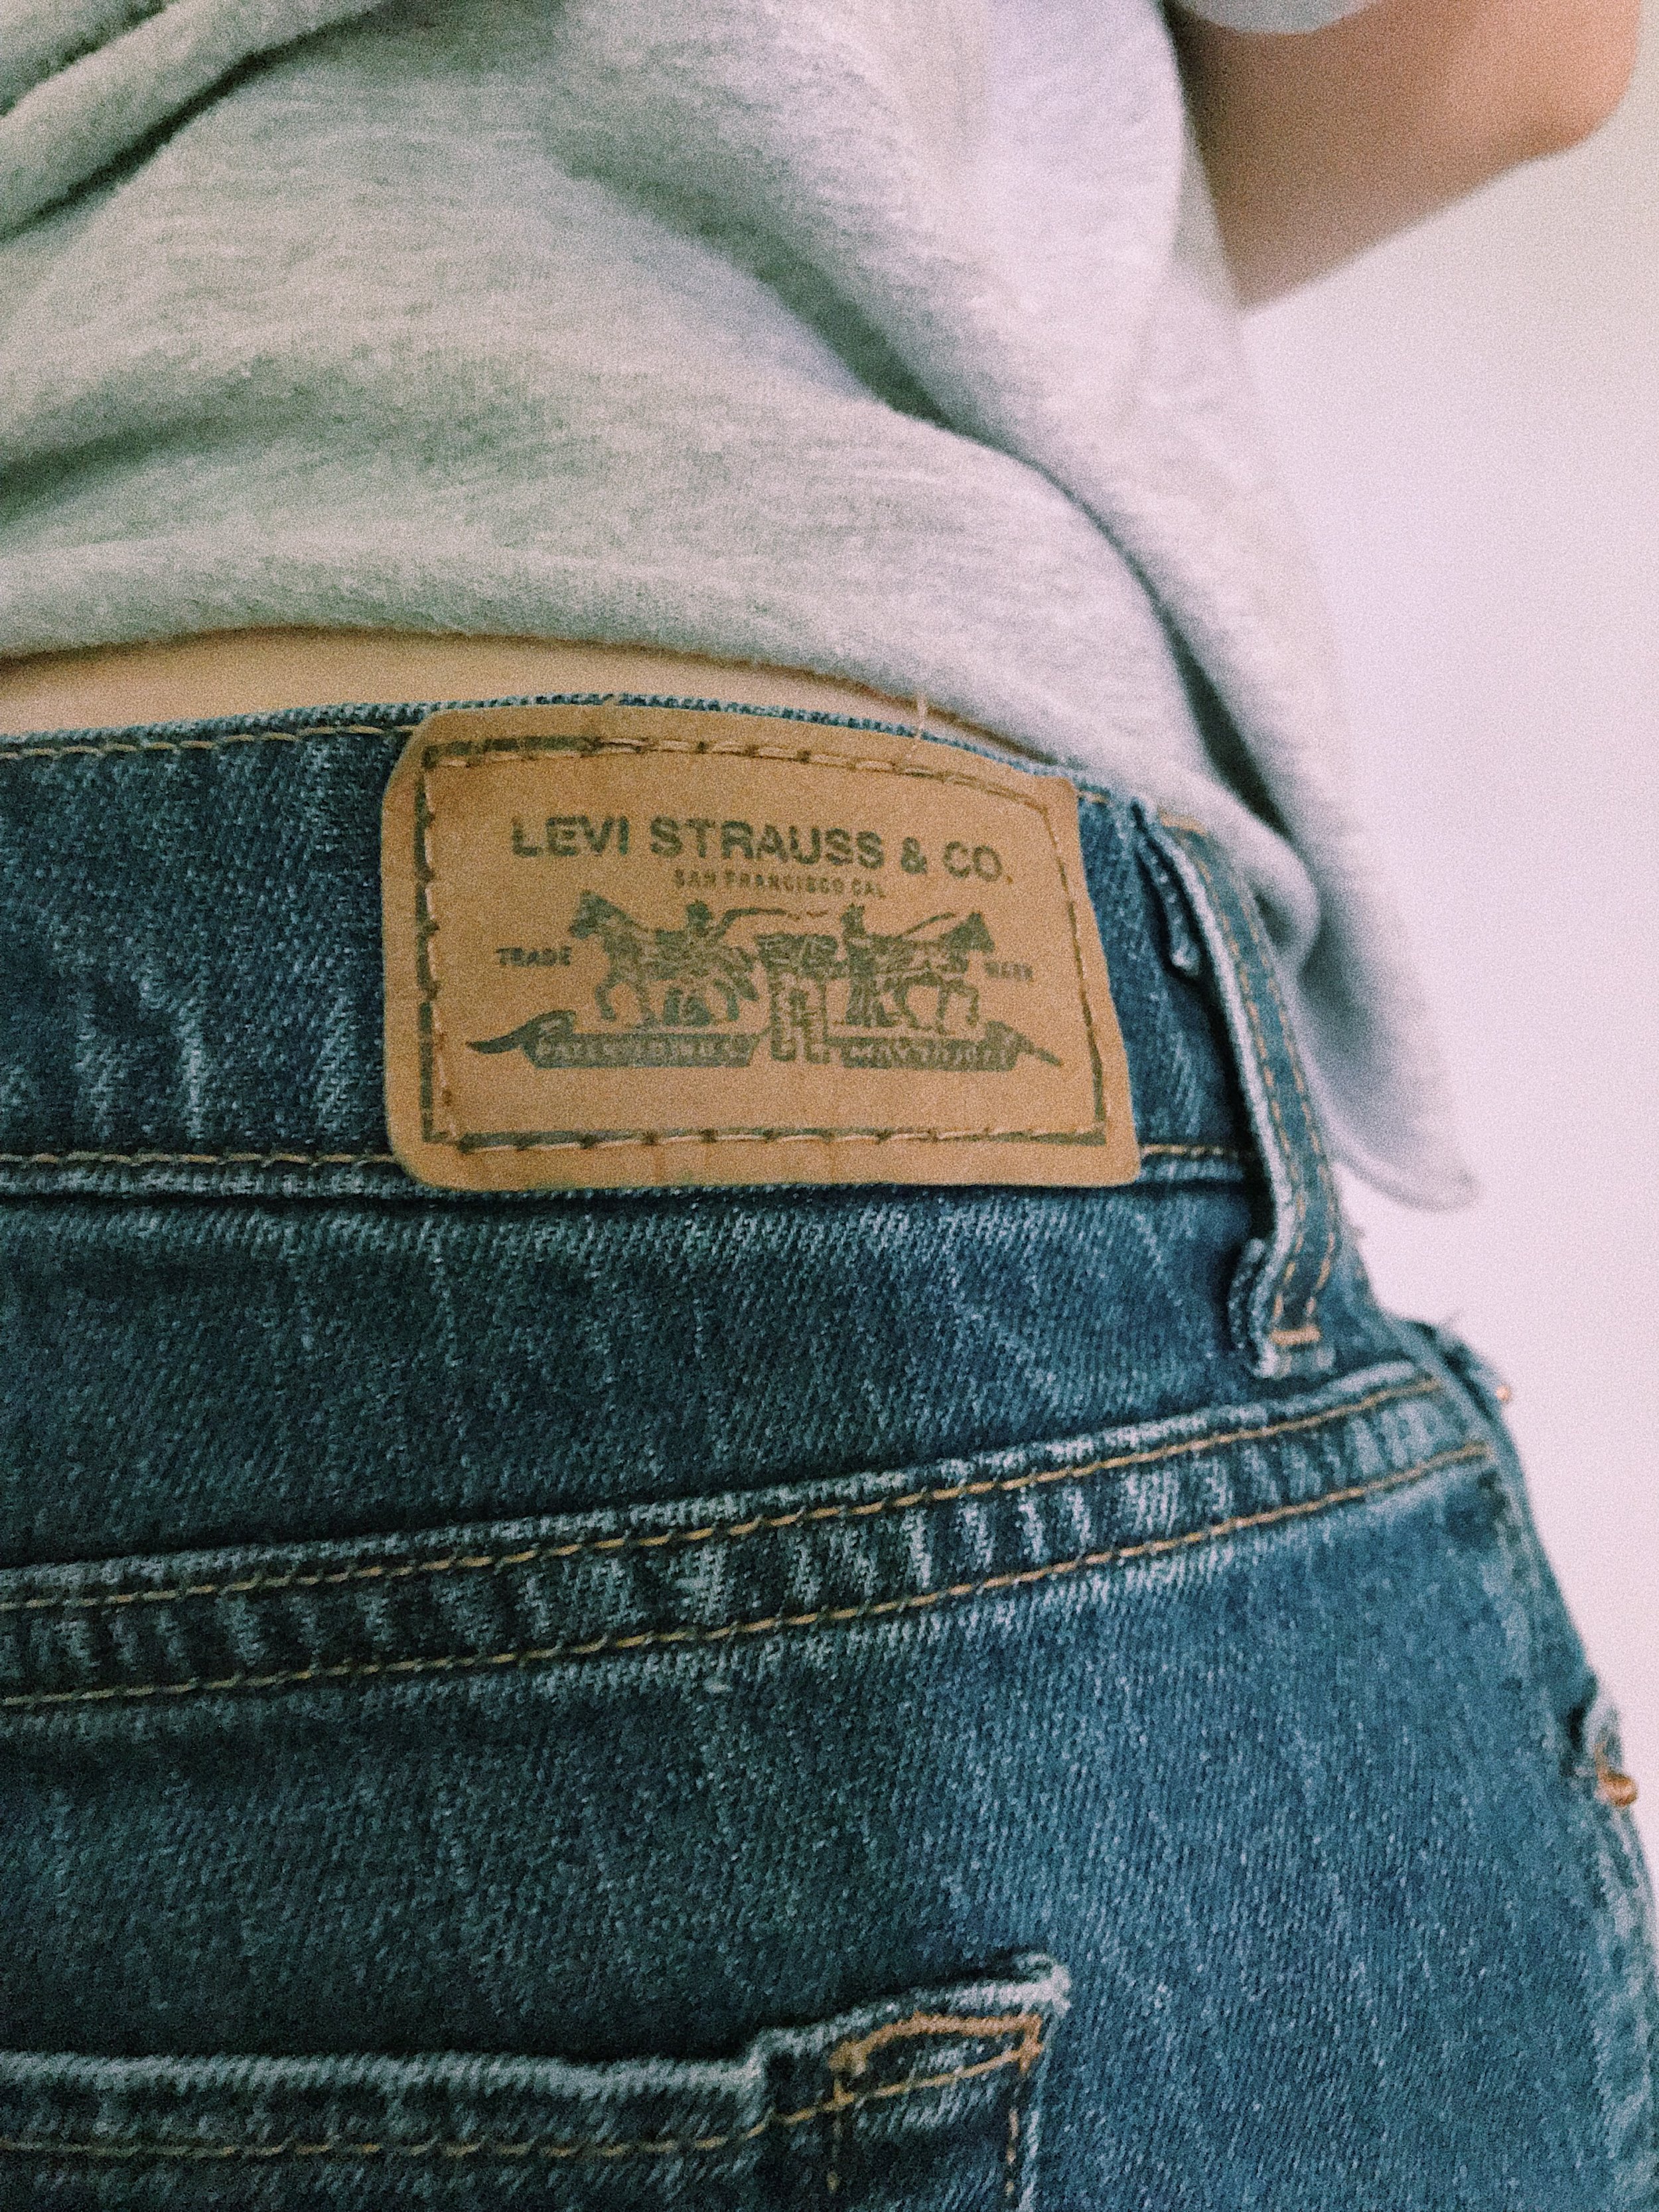 LEVI STRAUSS & CO.
SAN FRANCISCO CAL
TRADE MARK